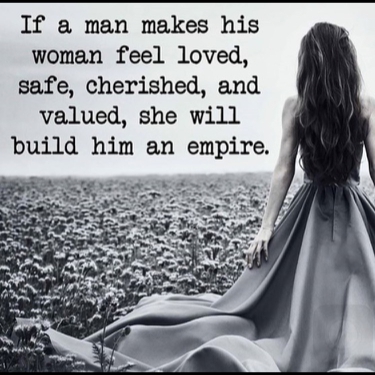 If a man makes his
woman feel loved,
safe, cherished, and
valued, she will
build him an empire.